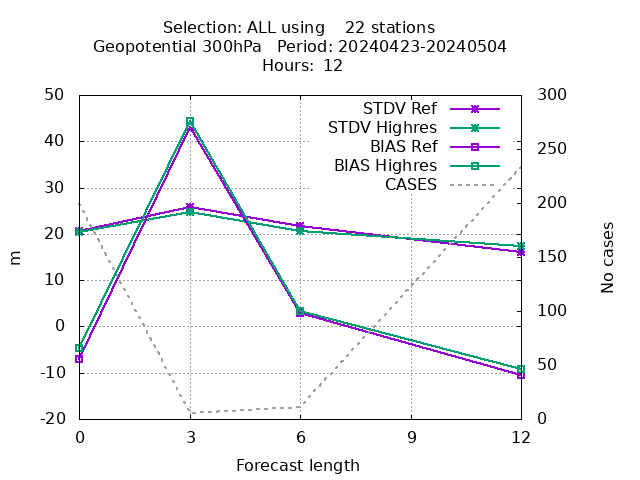 Selection: ALL using    22 stations
Geopotential 300hPa   Period: 20240423-20240504
Hours:  12
50
40
30
20
10
0
-10
-20
300
250
200
150
100
50
0
STDV Ref
STDV Highres
BIAS Ref
BIAS Highres
CASES
m
No cases
0 3 6 9 12
Forecast length